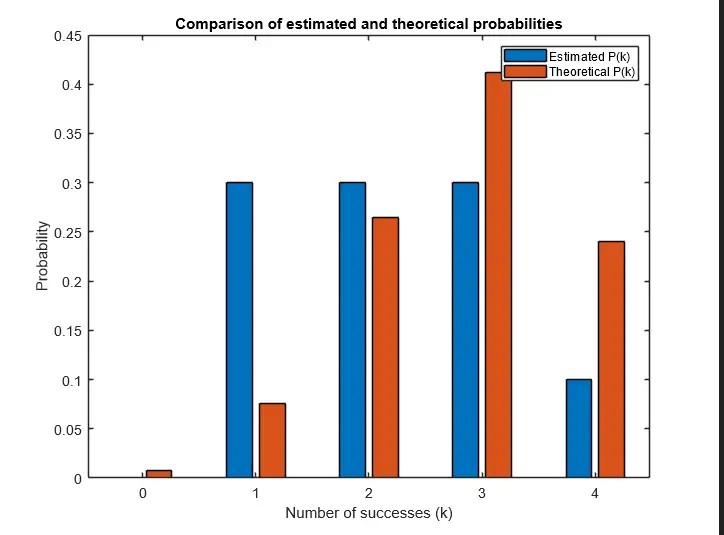 Comparison of estimated and theoretical probabilities
0.45
0.4
0.35
0.3
0.25
0.2
0.15
0.1
0.05
0
Probability
Estimated P(k)
Theoretical P(k)
0 1 2 3 4
Number of successes (k)